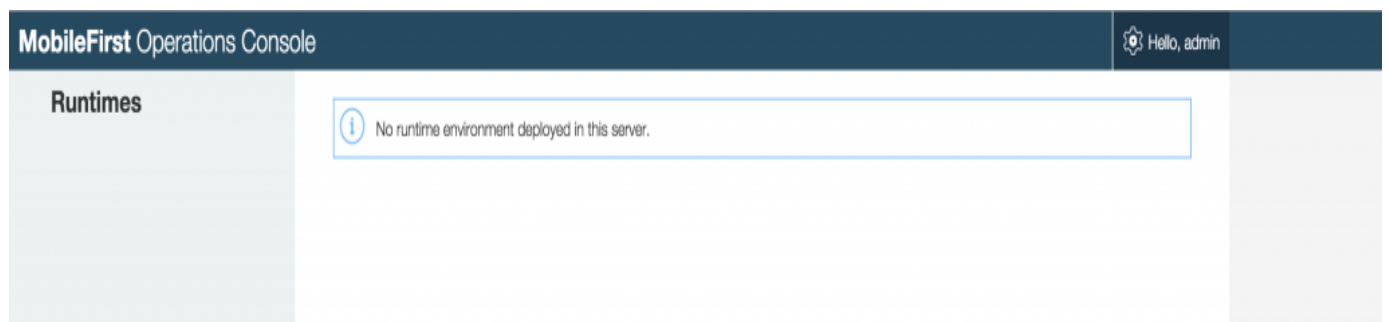 MobileFirst Operations Console
Hello, admin
Runtimes
No runtime environment deployed in this server.